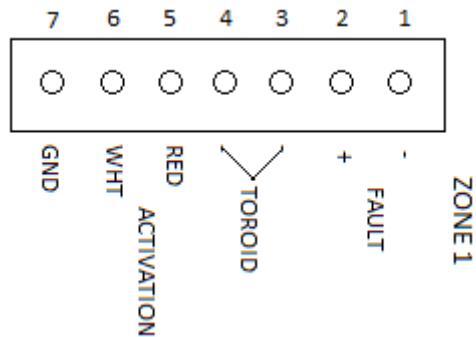 7 6 5 4 3 2 1
GND
WHT
RED
ACTIVATION
TOROID
+
-
FAULT
ZONE 1